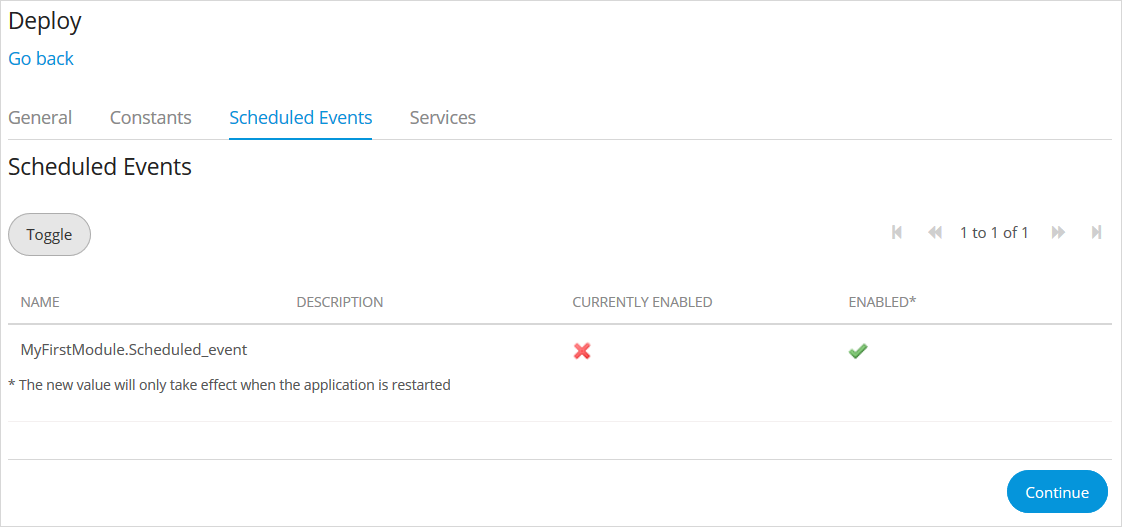 Deploy
Go back
General Constants Scheduled Events Services
Scheduled Events
Toggle 1 to 1 of 1
NAME DESCRIPTION CURRENTLY ENABLED ENABLED*
MyFirstModule.Scheduled_event
* The new value will only take effect when the application is restarted
Continue